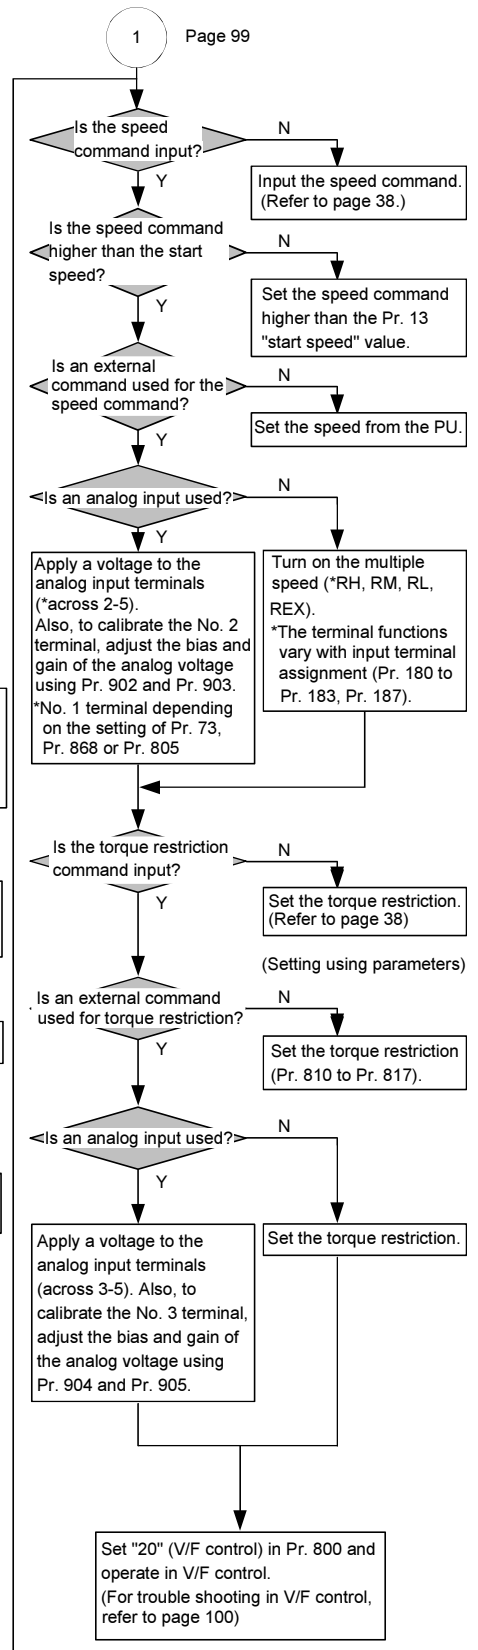 1 Page 99
Is the speed
command input?
N
Y
Input the speed command.
(Refer to page 38.)
Is the speed command
higher than the start
speed?
N
Y
Set the speed command
higher than the Pr. 13
"start speed" value.
Is an external
command used for the
speed command?
N
Y
Set the speed from the PU.
Is an analog input used?
N
Y
Apply a voltage to the
analog input terminals
(*across 2-5).
Also, to calibrate the No. 2
terminal, adjust the bias and
gain of the analog voltage
using Pr. 902 and Pr. 903.
*No. 1 terminal depending
on the setting of Pr. 73,
Pr. 868 or Pr. 805
Turn on the multiple
speed (*RH, RM, RL,
REX).
*The terminal functions
vary with input terminal
assignment (Pr. 180 to
Pr. 183, Pr. 187).
Is the torque restriction
command input?
N
Y
Set the torque restriction.
(Refer to page 38)
(Setting using parameters)
Is an external command
used for torque restriction?
N
Y
Set the torque restriction
(Pr. 810 to Pr. 817).
Is an analog input used?
N
Y
Apply a voltage to the
analog input terminals
(across 3-5). Also, to
calibrate the No. 3 terminal,
adjust the bias and gain of
the analog voltage using
Pr. 904 and Pr. 905.
Set the torque restriction.
Set "20" (V/F control) in Pr. 800 and
operate in V/F control.
(For trouble shooting in V/F control,
refer to page 100)